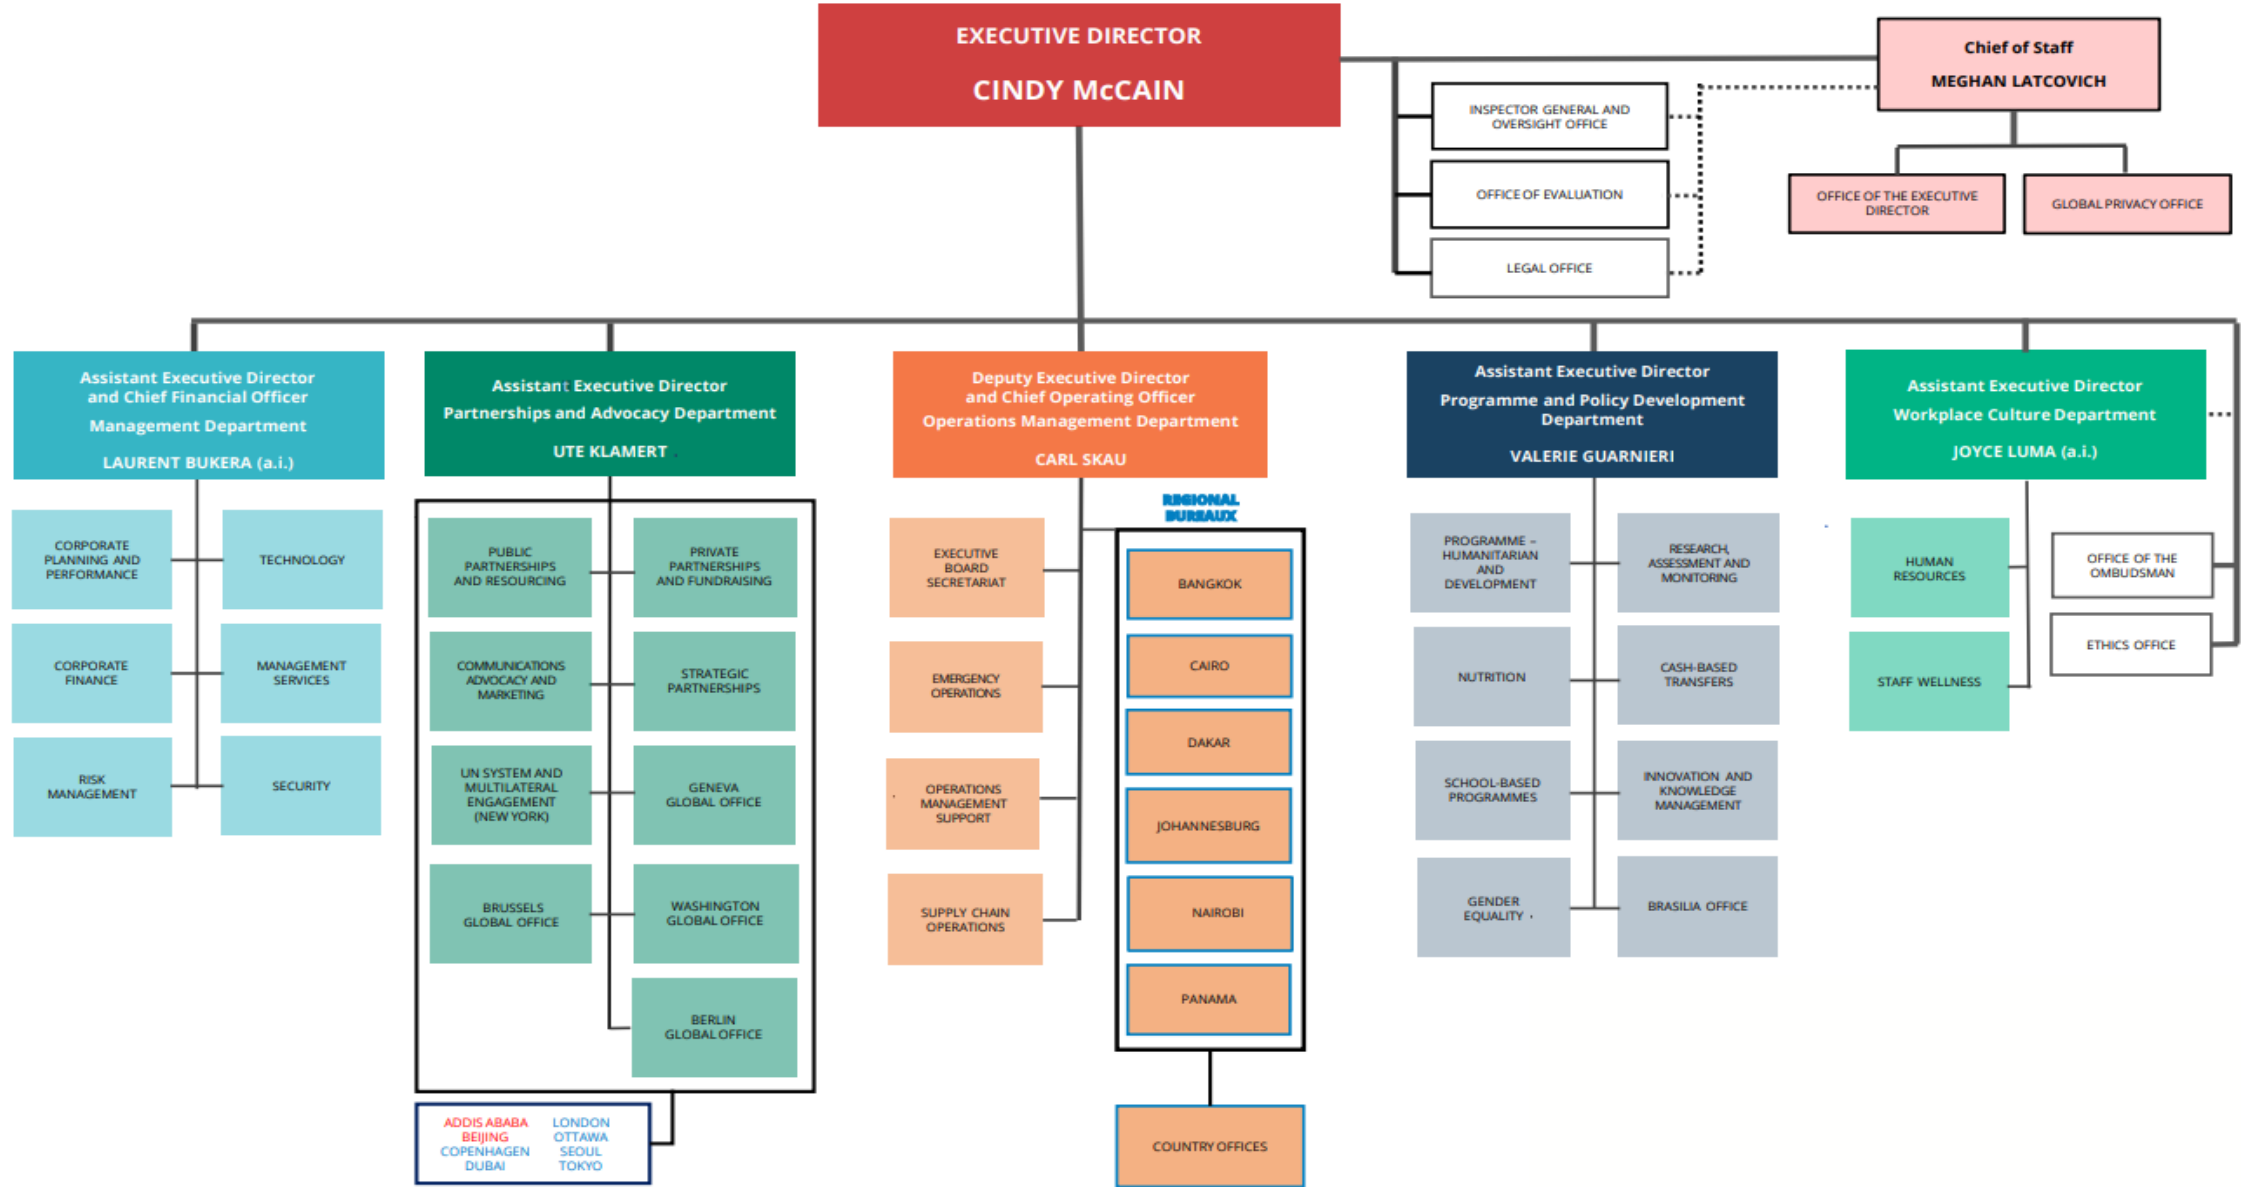 EXECUTIVE DIRECTOR
CINDY McCAIN
Chief of Staff
MEGHAN LATCOVICH
INSPECTOR GENERAL AND
OVERSIGHT OFFICE
OFFICE OF EVALUATION
LEGAL OFFICE
OFFICE OF THE EXECUTIVE
DIRECTOR
GLOBAL PRIVACY OFFICE
Assistant Executive Director
and Chief Financial Officer
Management Department
LAURENT BUKERA (a.i.)
CORPORATE
PLANNING AND
PERFORMANCE
TECHNOLOGY
CORPORATE
FINANCE
MANAGEMENT
SERVICES
RISK
MANAGEMENT
SECURITY
Assistant Executive Director
Partnerships and Advocacy Department
UTE KLAMERT
PUBLIC
PARTNERSHIPS
AND RESOURCING
PRIVATE
PARTNERSHIPS
AND FUNDRAISING
COMMUNICATIONS
ADVOCACY AND
MARKETING
STRATEGIC
PARTNERSHIPS
UN SYSTEM AND
MULTILATERAL
ENGAGEMENT
(NEW YORK)
GENEVA
GLOBAL OFFICE
BRUSSELS
GLOBAL OFFICE
WASHINGTON
GLOBAL OFFICE
BERLIN
GLOBAL OFFICE
ADDIS ABABA
BEIJING
COPENHAGEN
DUBAI
LONDON
OTTAWA
SEOUL
TOKYO
Deputy Executive Director
and Chief Operating Officer
Operations Management Department
CARL SKAU
EXECUTIVE
BOARD
SECRETARIAT
EMERGENCY
OPERATIONS
OPERATIONS
MANAGEMENT
SUPPORT
SUPPLY CHAIN
OPERATIONS
REGIONAL
BUREAUX
BANGKOK
CAIRO
DAKAR
JOHANNESBURG
NAIROBI
PANAMA
COUNTRY OFFICES
Assistant Executive Director
Programme and Policy Development
Department
VALERIE GUARNIERI
PROGRAMME –
HUMANITARIAN
AND
DEVELOPMENT
RESEARCH,
ASSESSMENT AND
MONITORING
NUTRITION
CASH-BASED
TRANSFERS
SCHOOL-BASED
PROGRAMMES
INNOVATION AND
KNOWLEDGE
MANAGEMENT
GENDER
EQUALITY
BRASILIA OFFICE
Assistant Executive Director
Workplace Culture Department
JOYCE LUMA (a.i.)
HUMAN
RESOURCES
STAFF WELLNESS
OFFICE OF THE
OMBUDSMAN
ETHICS OFFICE